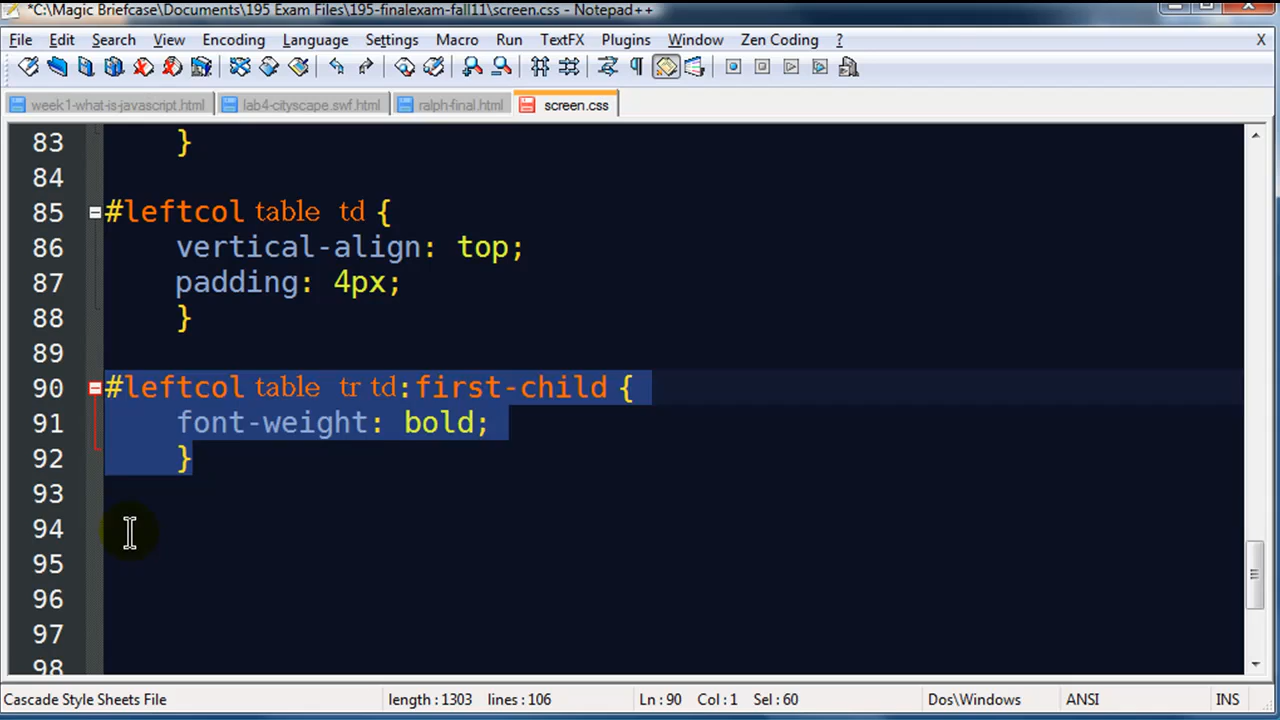 *C:\Magic Briefcase\Documents\195 Exam Files\195-finalexam-fall11\screen.css - Notepad++
File Edit Search View Encoding Language Settings Macro Run TextFX Plugins Window Zen Coding ? X
week1-what-is-javascript.html lab4-cityscape.swf.html ralph-final.html screen.css
83 }
84
85 #leftcol table td {
86 vertical-align: top;
87 padding: 4px;
88 }
89
90 #leftcol table tr td:first-child {
91 font-weight: bold;
92 }
93
94
95
96
97
98
Cascade Style Sheets File length : 1303 lines : 106 Ln : 90 Col : 1 Sel : 60 Dos\Windows ANSI INS